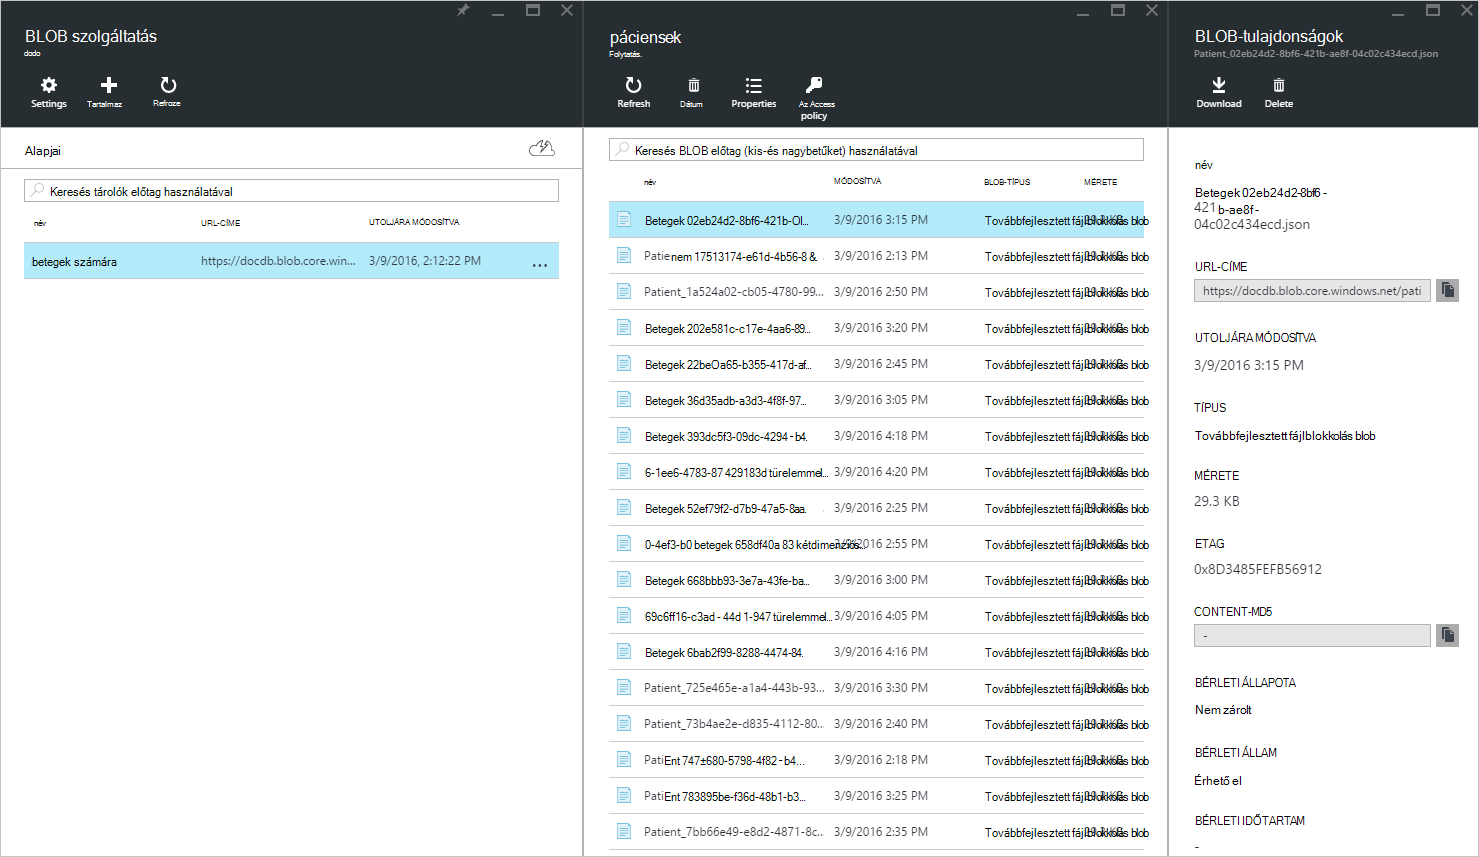 BLOB szolgáltatás
dodo
Settings
Tartalmaz
Refroze
Alapjai
Keresés tárolók előtag használatával
név URL-CÍME UTOLJÁRA MÓDOSÍTVA
betegek számára https://docdb.blob.core.win... 3/9/2016, 2:12:22 PM ...
páciensek
Folytatás.
Refresh
Dátum
Properties
Az Access
policy
Keresés BLOB előtag (kis-és nagybetűket) használatával
név MÓDOSÍTVA BLOB-TÍPUS MÉRETE
Betegek 02eb24d2-8bf6-421b-Ol... 3/9/2016 3:15 PM Továbbfejlesztett fájlblokkolás blob
Patienem 17513174-e61d-4b56-8 & 3/9/2016 2:13 PM Továbbfejlesztett fájlblokkolás blob
Patient_1a524a02-cb05-4780-99... 3/9/2016 2:50 PM Továbbfejlesztett fájlblokkolás blob
Betegek 202e581c-c17e-4aa6-89... 3/9/2016 3:20 PM Továbbfejlesztett fájlblokkolás blob
Betegek 22beOa65-b355-417d-af... 3/9/2016 2:45 PM Továbbfejlesztett fájlblokkolás blob
Betegek 36d35adb-a3d3-4f8f-97... 3/9/2016 3:05 PM Továbbfejlesztett fájlblokkolás blob
Betegek 393dc5f3-09dc-4294 - b4. 3/9/2016 4:18 PM Továbbfejlesztett fájlblokkolás blob
6-1ee6-4783-87 429183d türelemmel... 3/9/2016 4:20 PM Továbbfejlesztett fájlblokkolás blob
Betegek 52ef79f2-d7b9-47a5-8aa. 3/9/2016 2:25 PM Továbbfejlesztett fájlblokkolás blob
0-4ef3-b0 betegek 658df40a 83 kétdimenziós... 3/9/2016 2:55 PM Továbbfejlesztett fájlblokkolás blob
Betegek 668bbb93-3e7a-43fe-ba... 3/9/2016 3:00 PM Továbbfejlesztett fájlblokkolás blob
69c6ff16-c3ad - 44d 1-947 türelemmel... 3/9/2016 4:05 PM Továbbfejlesztett fájlblokkolás blob
Betegek 6bab2f99-8288-4474-84. 3/9/2016 4:16 PM Továbbfejlesztett fájlblokkolás blob
Patient_725e465e-a1a4-443b-93... 3/9/2016 3:30 PM Továbbfejlesztett fájlblokkolás blob
Patient_73b4ae2e-d835-4112-80... 3/9/2016 2:40 PM Továbbfejlesztett fájlblokkolás blob
PatiEnt 747±680-5798-4f82 - b4... 3/9/2016 2:18 PM Továbbfejlesztett fájlblokkolás blob
PatiEnt 783895be-f36d-48b1-b3... 3/9/2016 3:25 PM Továbbfejlesztett fájlblokkolás blob
Patient_7bb66e49-e8d2-4871-8c... 3/9/2016 2:35 PM Továbbfejlesztett fájlblokkolás blob
BLOB-tulajdonságok
Patient_02eb24d2-8bf6-421b-ae8f-04c02c434ecd.json
Download
Delete
név
Betegek 02eb24d2-8bf6 -
421 b-ae8f -
04c02c434ecd.json
URL-CÍME
https://docdb.blob.core.windows.net/pati
UTOLJÁRA MÓDOSÍTVA
3/9/2016 3:15 PM
TÍPUS
Továbbfejlesztett fájlblokkolás blob
MÉRETE
29.3 KB
ETAG
0x8D3485FEFB56912
CONTENT-MD5
-
BÉRLETI ÁLLAPOTA
Nem zárolt
BÉRLETI ÁLLAM
Érhető el
BÉRLETI IDŐTARTAM
-